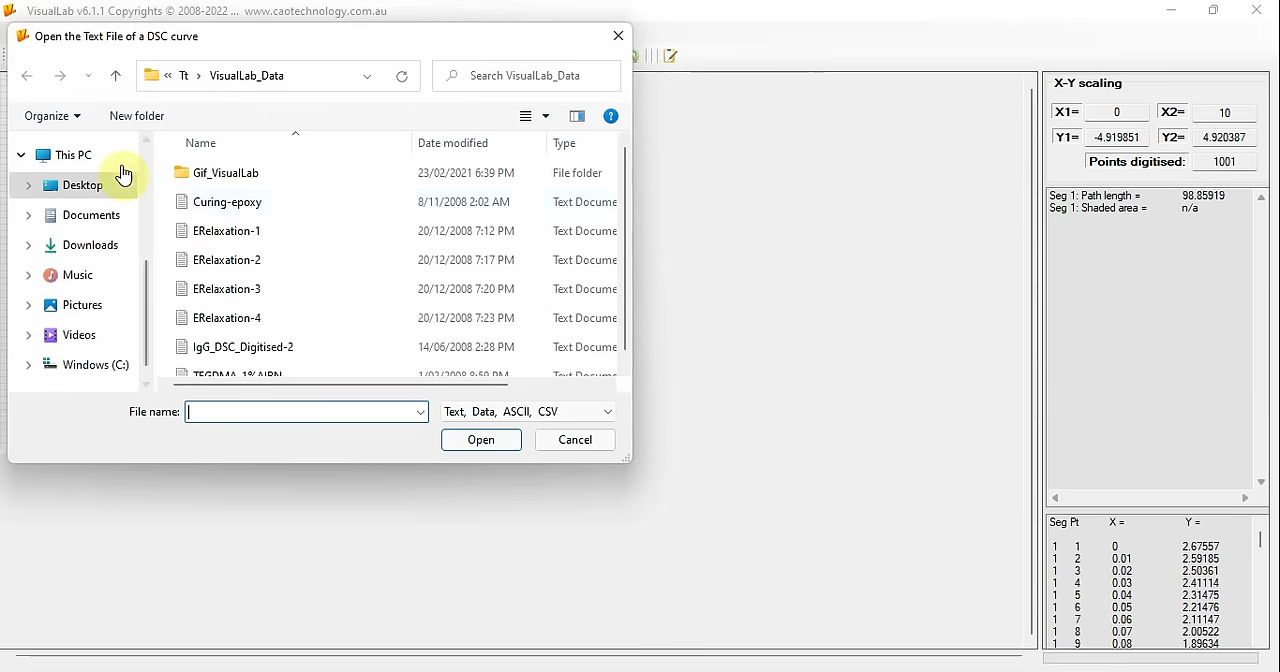 VisualLab v6.1.1 Copyrights © 2008-2022 ... www.caotechnology.com.au
Open the Text File of a DSC curve
« Tt > VisualLab_Data
Search VisualLab_Data
Organize
New folder
Name Date modified Type
This PC
Desktop
Documents
Downloads
Music
Pictures
Videos
Windows (C:)
Gif_VisualLab 23/02/2021 6:39 PM File folder
Curing-epoxy 8/11/2008 2:02 AM Text Docume
ERelaxation-1 20/12/2008 7:12 PM Text Docume
ERelaxation-2 20/12/2008 7:17 PM Text Docume
ERelaxation-3 20/12/2008 7:20 PM Text Docume
ERelaxation-4 20/12/2008 7:23 PM Text Docume
IgG_DSC_Digitised-2 14/06/2008 2:28 PM Text Docume
TEGDMA_1%AIBN 1/02/2008 8:59 PM Text Docume
File name:
Text, Data, ASCII, CSV
Open
Cancel
X-Y scaling
X1= 0 X2= 10
Y1= -4.919851 Y2= 4.920387
Points digitised: 1001
Seg 1: Path length = 98.85919
Seg 1: Shaded area = n/a
Seg Pt X = Y =
1 1 0 2.67557
1 2 0.01 2.59185
1 3 0.02 2.50361
1 4 0.03 2.41114
1 5 0.04 2.31475
1 6 0.05 2.21476
1 7 0.06 2.11147
1 8 0.07 2.00522
1 9 0.08 1.89634